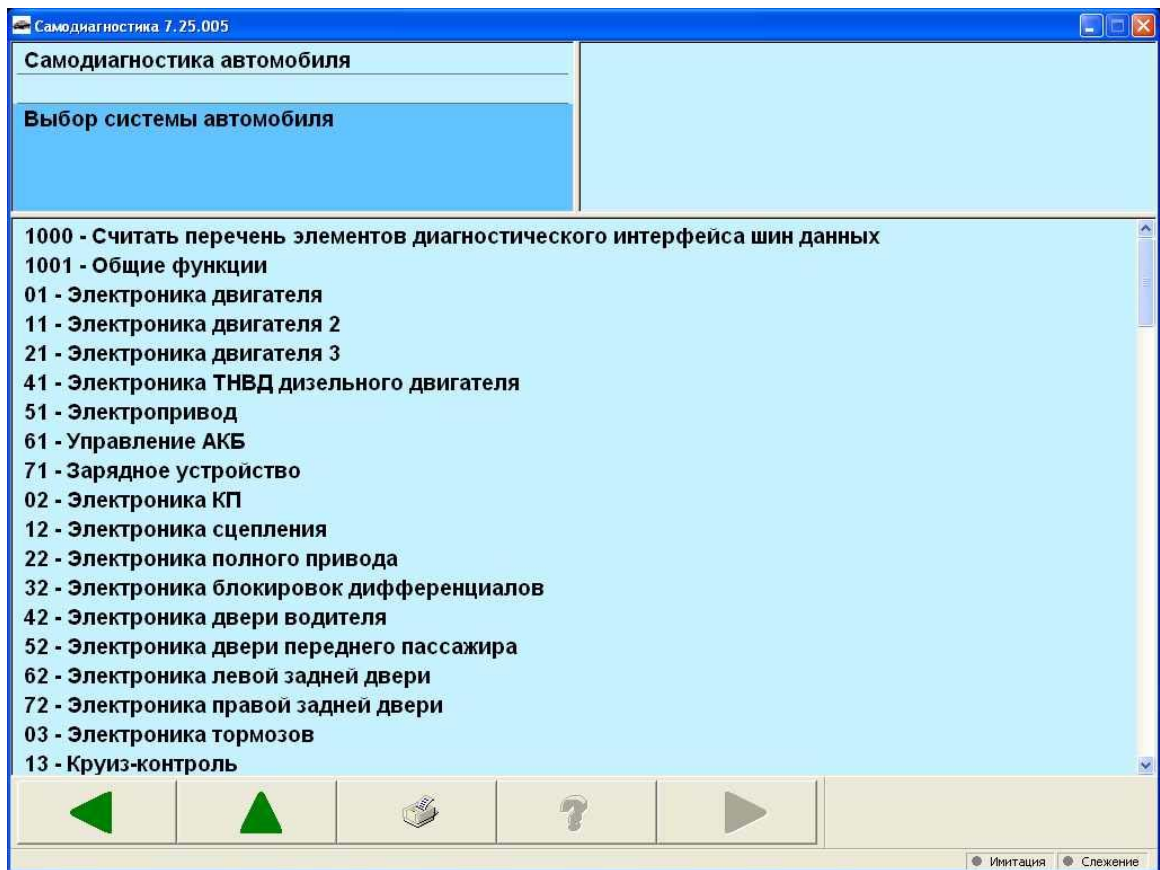 Самодиагностика 7.25.005
Самодиагностика автомобиля
Выбор системы автомобиля
1000 - Считать перечень элементов диагностического интерфейса шин данных
1001 - Общие функции
01 - Электроника двигателя
11 - Электроника двигателя 2
21 - Электроника двигателя 3
41 - Электроника ТНВД дизельного двигателя
51 - Электропривод
61 - Управление АКБ
71 - Зарядное устройство
02 - Электроника КП
12 - Электроника сцепления
22 - Электроника полного привода
32 - Электроника блокировок дифференциалов
42 - Электроника двери водителя
52 - Электроника двери переднего пассажира
62 - Электроника левой задней двери
72 - Электроника правой задней двери
03 - Электроника тормозов
13 - Круиз-контроль
Имитация Слежение